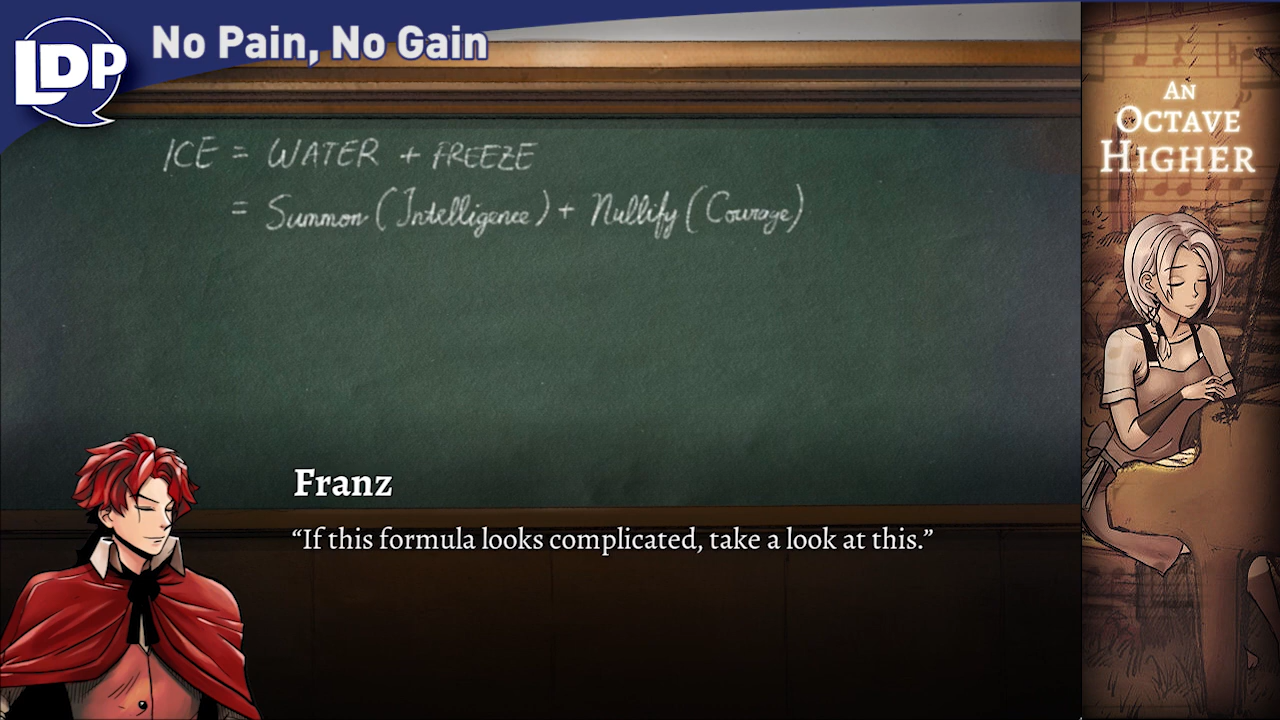 LDP
No Pain, No Gain
AN
OCTAVE
HIGHER
ICE = WATER + FREEZE
= Summon (Intelligence) + Nullify (Courage)
Franz
“If this formula looks complicated, take a look at this.”